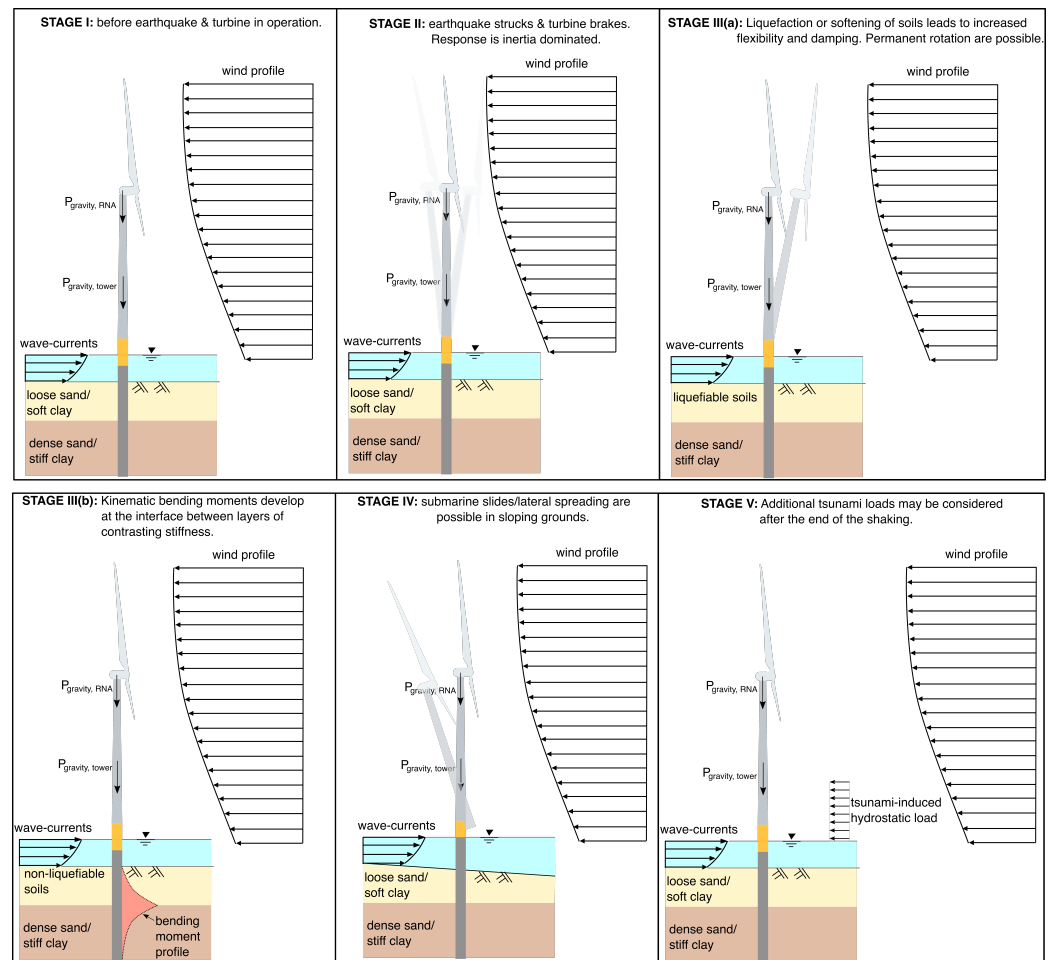 STAGE I: before earthquake & turbine in operation.
wind profile
Pgravity, RNA
Pgravity, tower
wave-currents
loose sand/
soft clay
dense sand/
stiff clay
STAGE II: earthquake strucks & turbine brakes.
Response is inertia dominated.
wind profile
Pgravity, RNA
Pgravity, tower
wave-currents
loose sand/
soft clay
dense sand/
stiff clay
STAGE III(a): Liquefaction or softening of soils leads to increased
flexibility and damping. Permanent rotation are possible.
wind profile
Pgravity, RNA
Pgravity, tower
wave-currents
liquefiable soils
dense sand/
stiff clay
STAGE III(b): Kinematic bending moments develop
at the interface between layers of
contrasting stiffness.
wind profile
Pgravity, RNA
Pgravity, tower
wave-currents
non-liquefiable
soils
dense sand/
stiff clay
bending
moment
profile
STAGE IV: submarine slides/lateral spreading are
possible in sloping grounds.
wind profile
Pgravity, RNA
Pgravity, tower
wave-currents
loose sand/
soft clay
dense sand/
stiff clay
STAGE V: Additional tsunami loads may be considered
after the end of the shaking.
wind profile
Pgravity, RNA
Pgravity, tower
tsunami-induced
hydrostatic load
wave-currents
loose sand/
soft clay
dense sand/
stiff clay